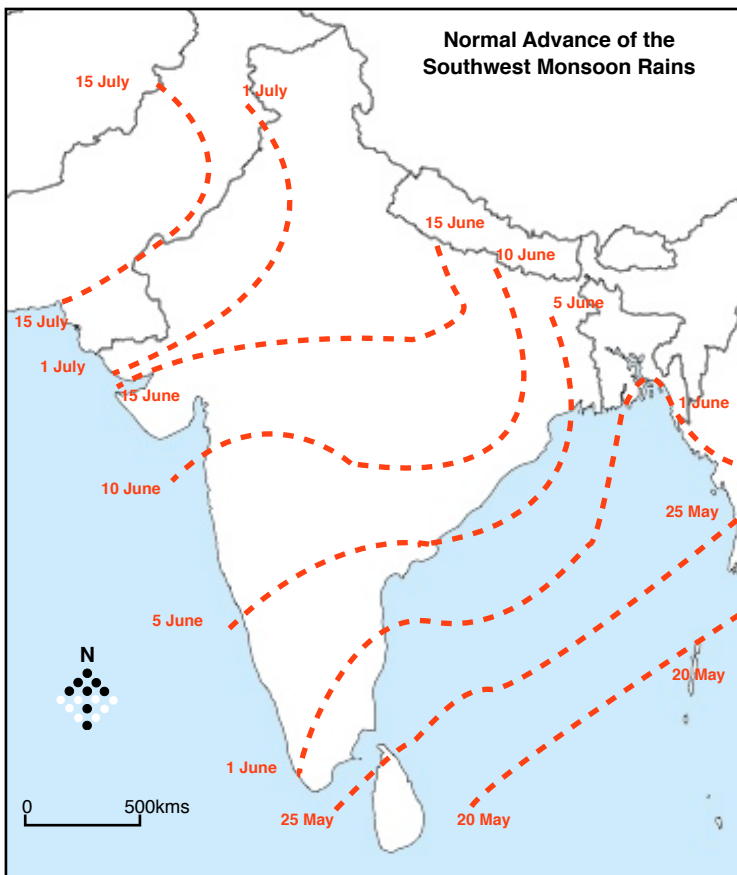 Normal Advance of the
Southwest Monsoon Rains
15 July
1 July
15 June
10 June
5 June
15 July
1 July
15 June
1 June
10 June
25 May
5 June
N
20 May
1 June
0 500kms
25 May
20 May